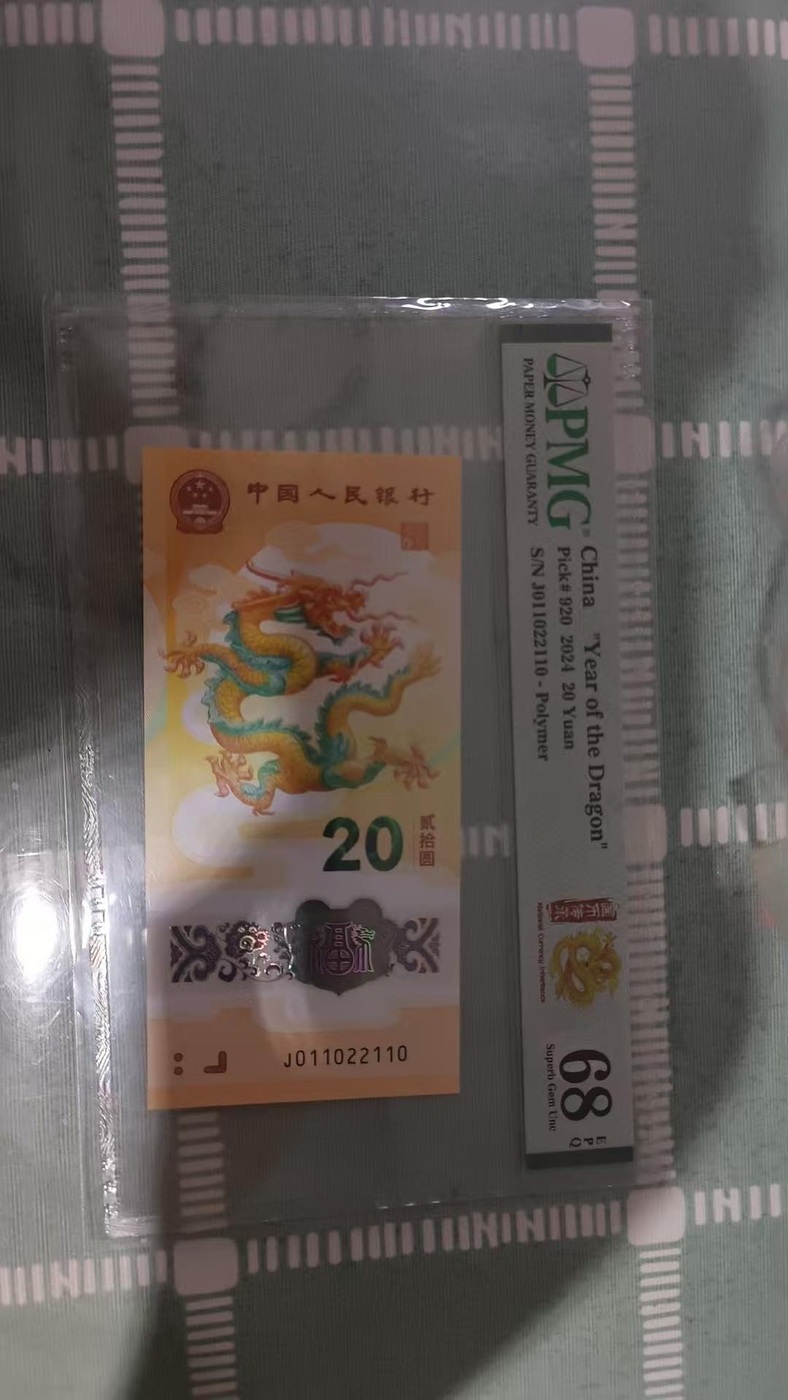 PMG
PAPER MONEY GUARANTY
China "Year of the Dragon"
Pick# 920 2024 20 Yuan
S/N J011022110 - Polymer
68
EPQ
Superb Gem Unc
中国人民银行
20
贰拾圆
J011022110